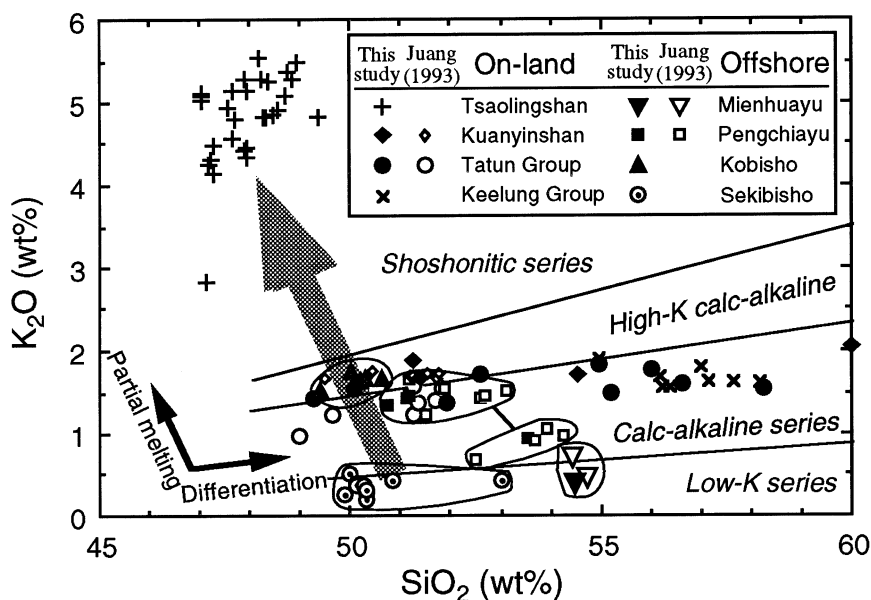 6
5
4
3
2
1
0
K2O (wt%)
This study
Juang (1993)
On-land
This study
Juang (1993)
Offshore
Tsaolingshan
Mienhuayu
Kuanyinshan
Pengchiayu
Tatun Group
Kobisho
Keelung Group
Sekibisho
Shoshonitic series
High-K calc-alkaline
Calc-alkaline series
Low-K series
Partial melting
Differentiation
45
50
55
60
SiO2 (wt%)